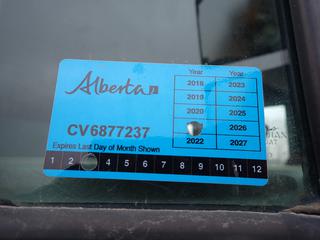 Alberta
Year Year
2018 2023
2019 2024
2020 2025
2026
2022 2027
CV6877237
Expires Last Day of Month Shown
1 2 4 5 6 7 8 9 10 11 12